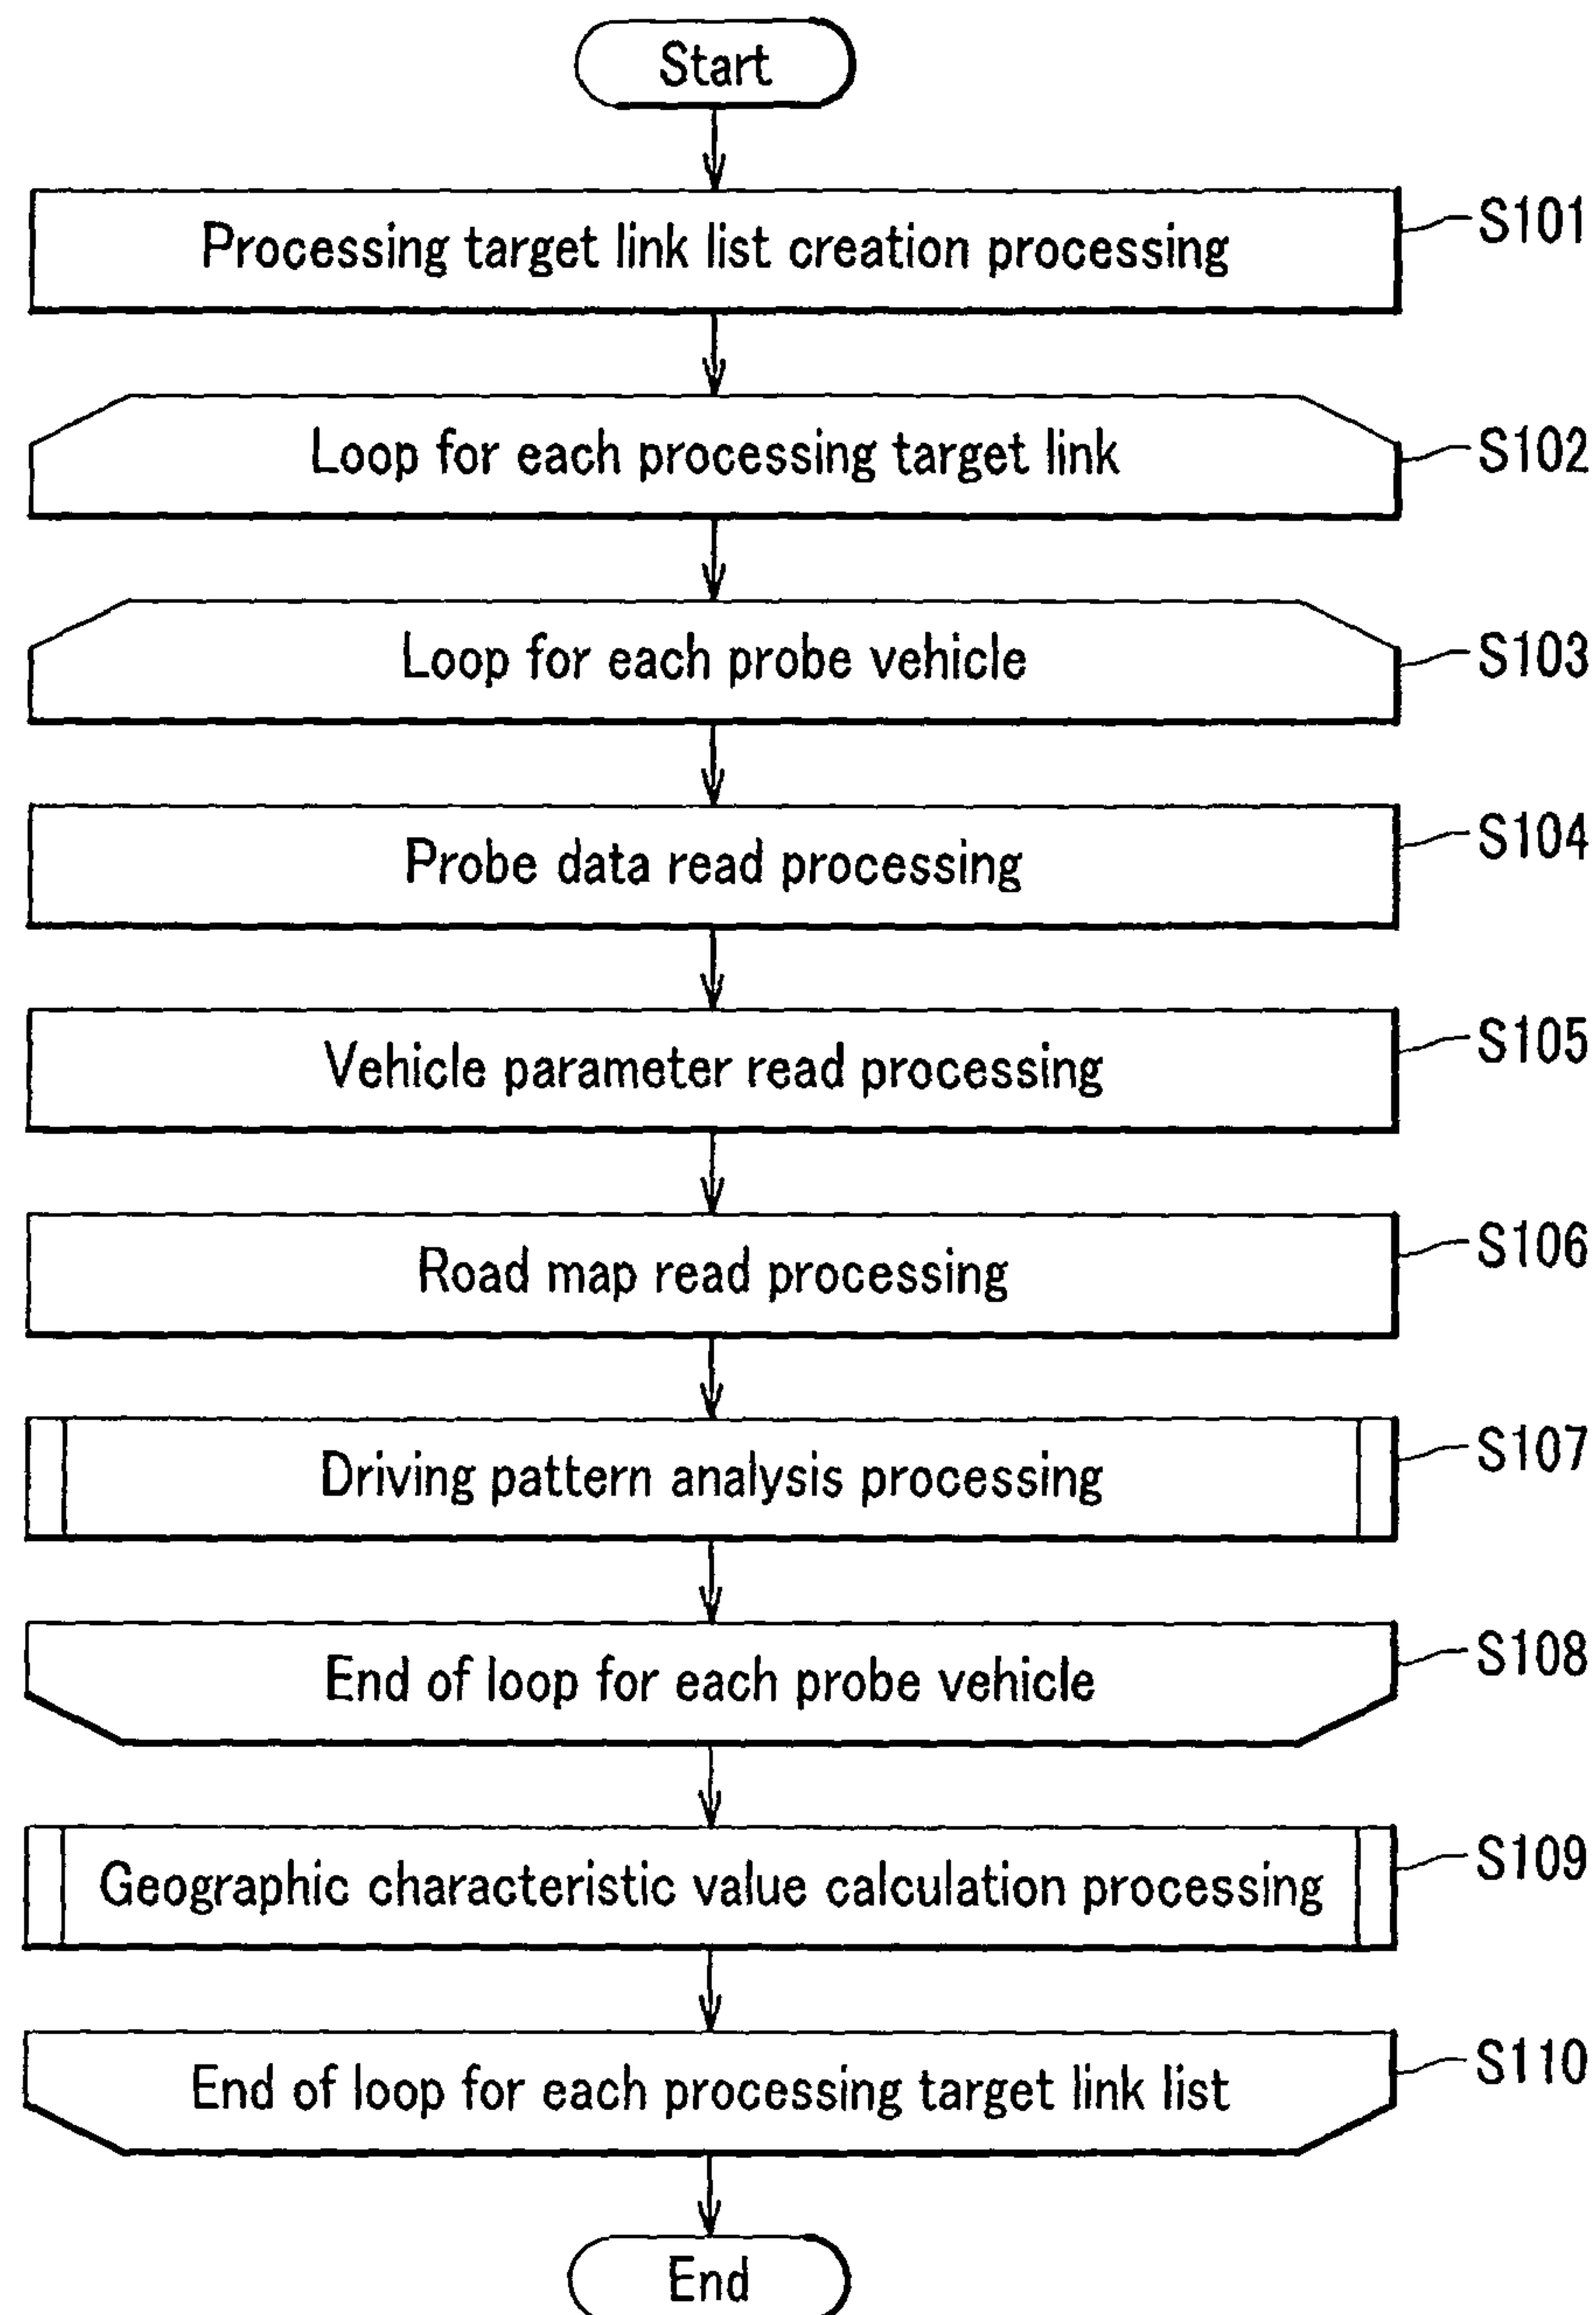 Start
Processing target link list creation processing
S101
Loop for each processing target link
S102
Loop for each probe vehicle
S103
Probe data read processing
S104
Vehicle parameter read processing
S105
Road map read processing
S106
Driving pattern analysis processing
S107
End of loop for each probe vehicle
S108
Geographic characteristic value calculation processing
S109
End of loop for each processing target link list
S110
End